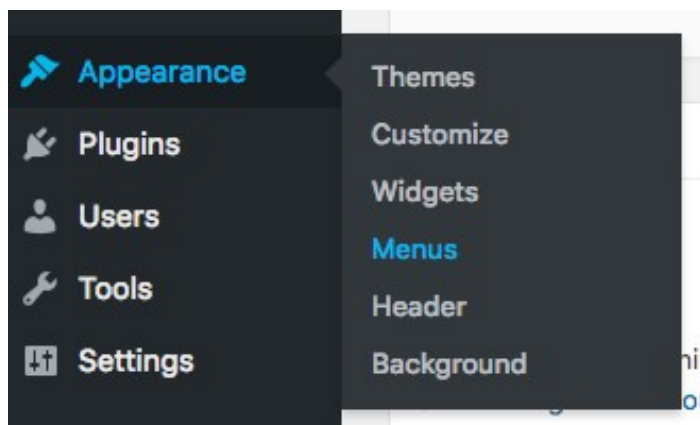 Appearance
Plugins
Users
Tools
Settings
Themes
Customize
Widgets
Menus
Header
Background